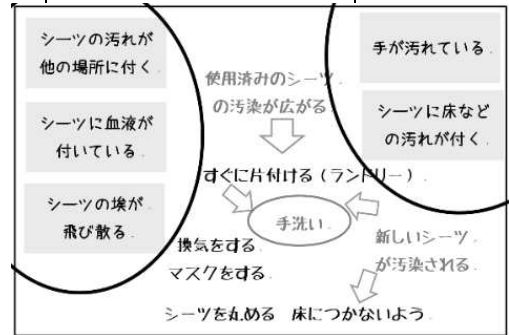 シーツの汚れが
他の場所に付く
シーツに血液が
付いている
シーツの埃が
飛び散る
使用済みのシーツ
の汚染が広がる
手が汚れている
シーツに床など
の汚れが付く
すぐに片付ける（ランドリー）
手洗い
換気をする
マスクをする
新しいシーツ
が汚染される
シーツを丸める 床につかないよう